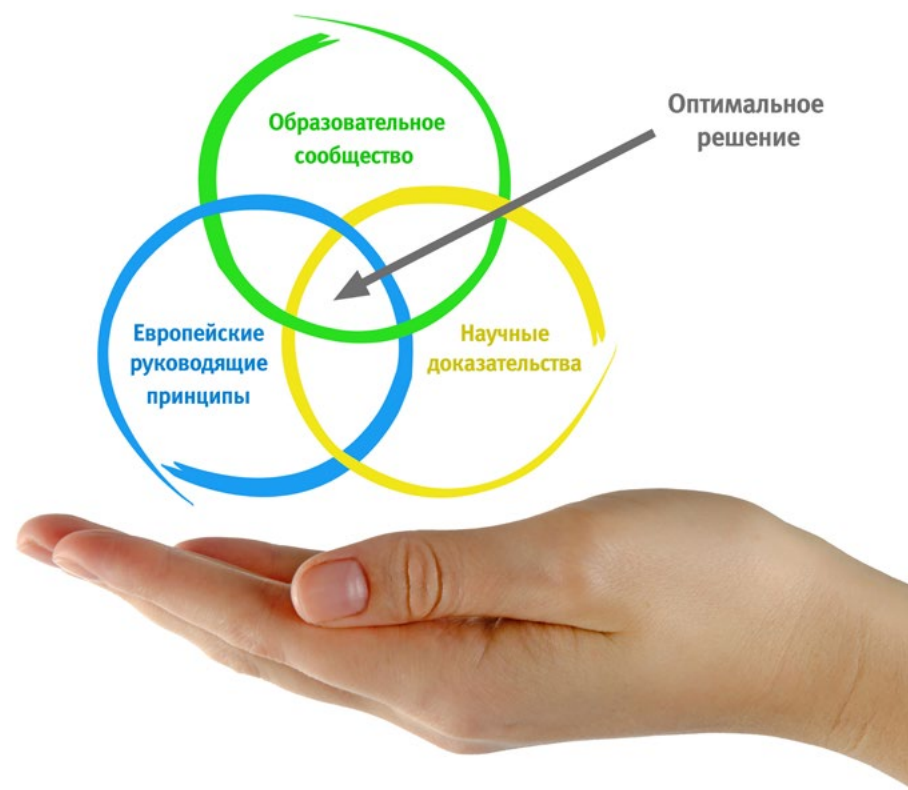 Образовательное
сообщество
Оптимальное
решение
Европейские
руководящие
принципы
Научные
доказательства